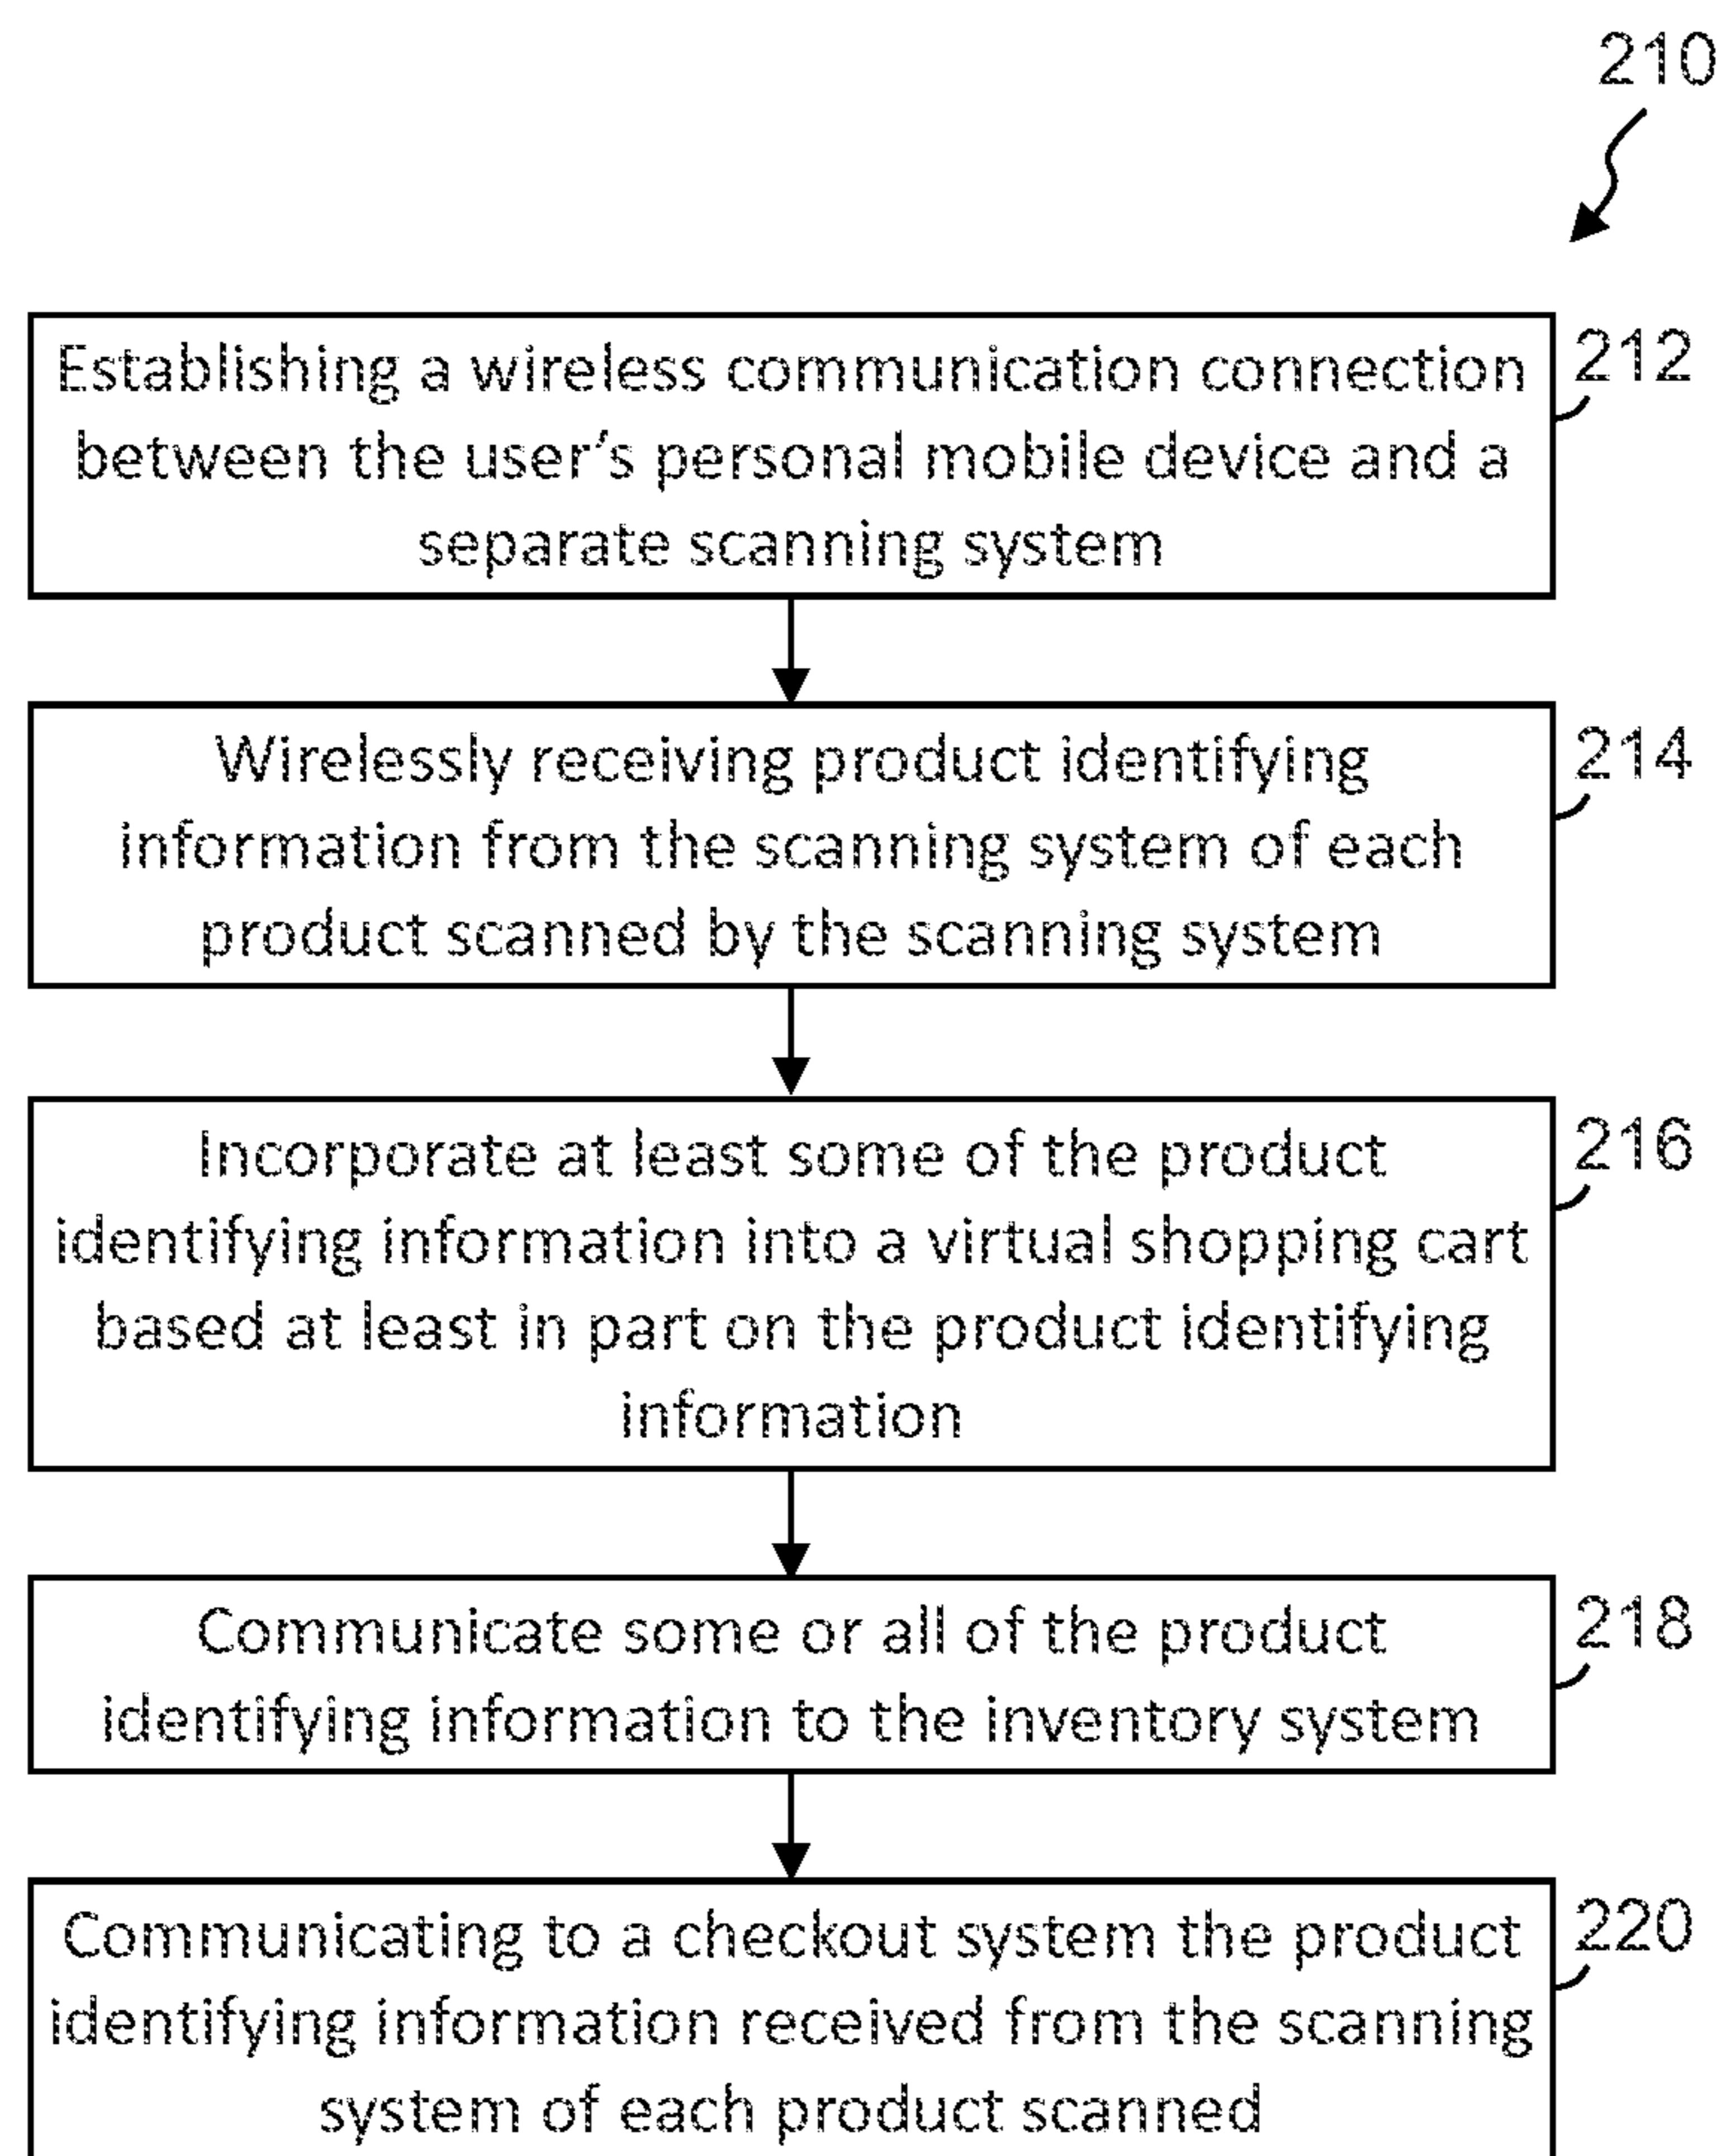 210
Establishing a wireless communication connection 212
between the user's personal mobile device and a
separate scanning system
Wirelessly receiving product identifying 214
information from the scanning system of each
product scanned by the scanning system
Incorporate at least some of the product 216
identifying information into a virtual shopping cart
based at least in part on the product identifying
information
Communicate some or all of the product 218
identifying information to the inventory system
Communicating to a checkout system the product 220
identifying information received from the scanning
system of each product scanned